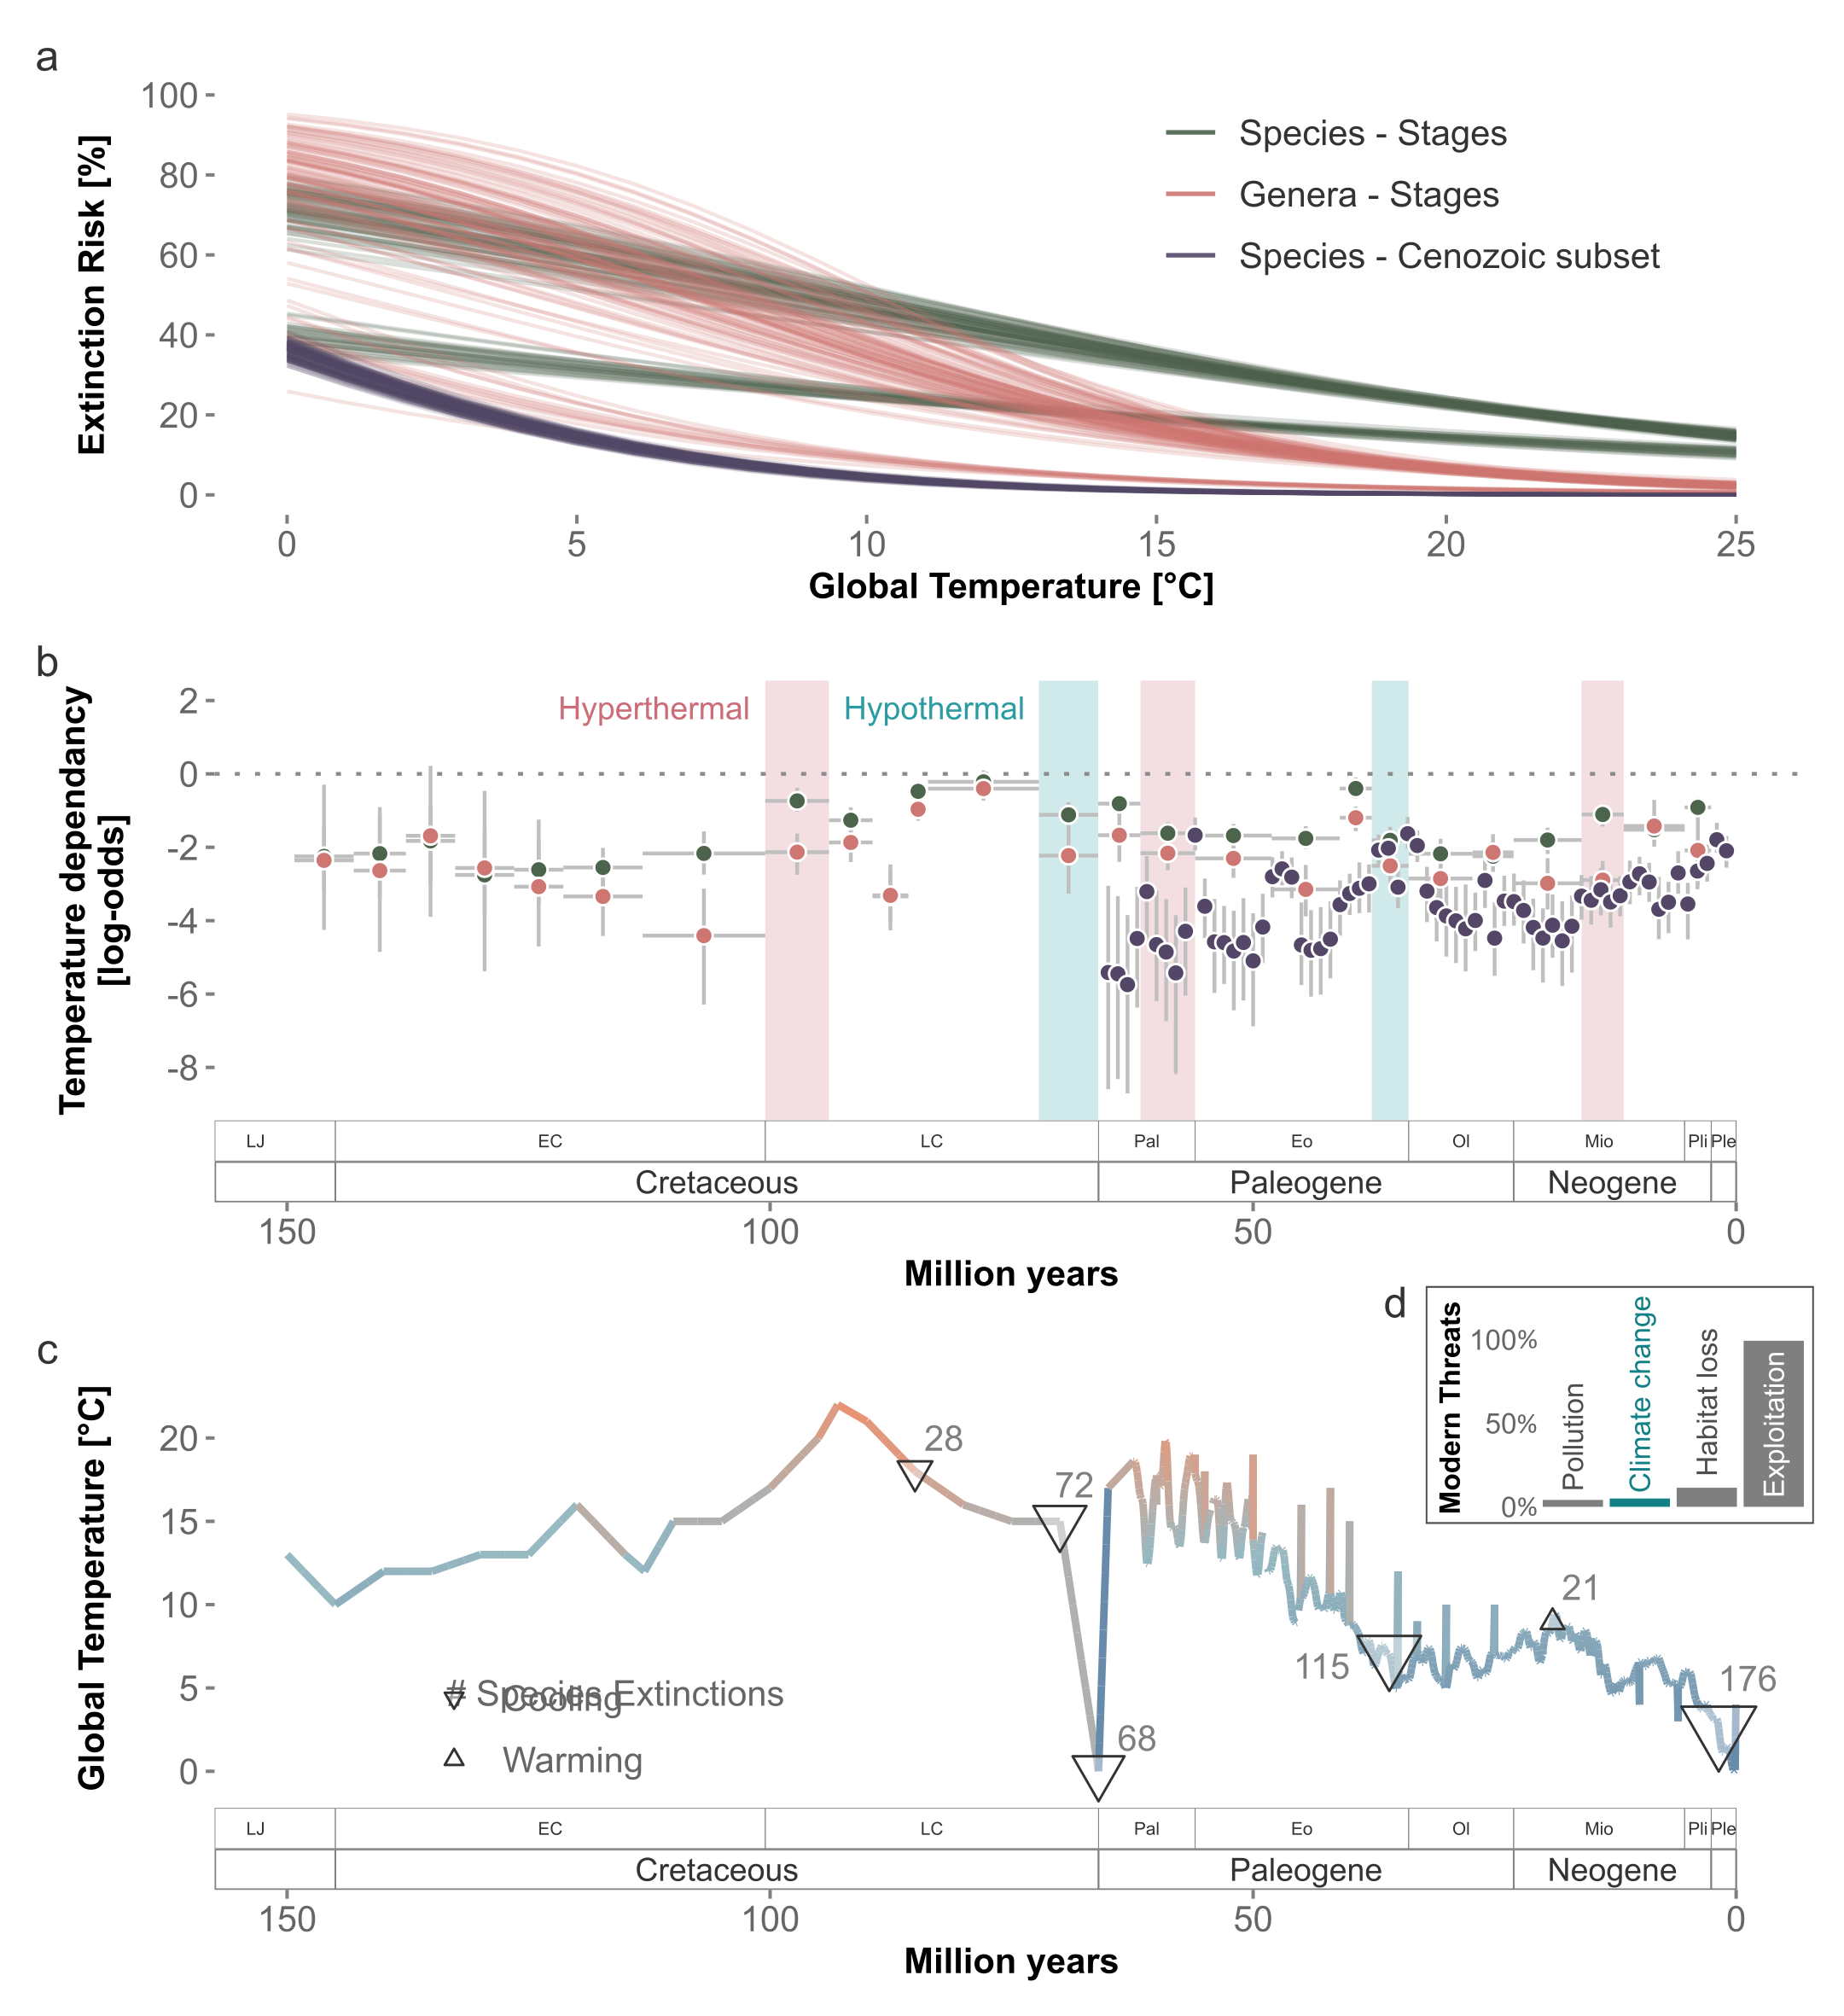 a
Extinction Risk [%]
100
80
60
40
20
0
Species - Stages
Genera - Stages
Species - Cenozoic subset
0 5 10 15 20 25
Global Temperature [°C]
b
Temperature dependancy
[log-odds]
2
0
-2
-4
-6
-8
Hyperthermal
Hypothermal
LJ EC LC Pal Eo Ol Mio Pli Ple
Cretaceous Paleogene Neogene
150 100 50 0
Million years
c
Global Temperature [°C]
20
15
10
5
0
28
72
68
115
21
176
# Species Extinctions
Cooling
Warming
LJ EC LC Pal Eo Ol Mio Pli Ple
Cretaceous Paleogene Neogene
150 100 50 0
Million years
d
Modern Threats
100%
50%
0%
Pollution
Climate change
Habitat loss
Exploitation